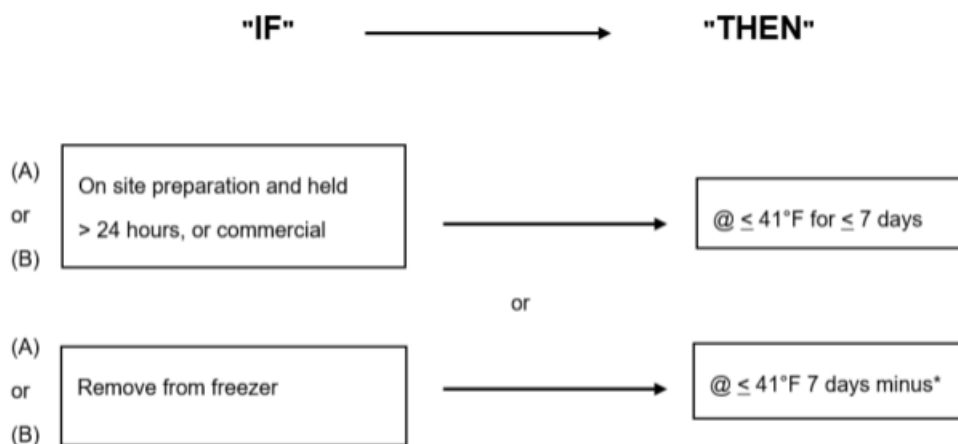 "IF" "THEN"
(A)
or
(B)
On site preparation and held
> 24 hours, or commercial
@ ≤ 41°F for ≤ 7 days
or
(A)
or
(B)
Remove from freezer
@ ≤ 41°F 7 days minus*